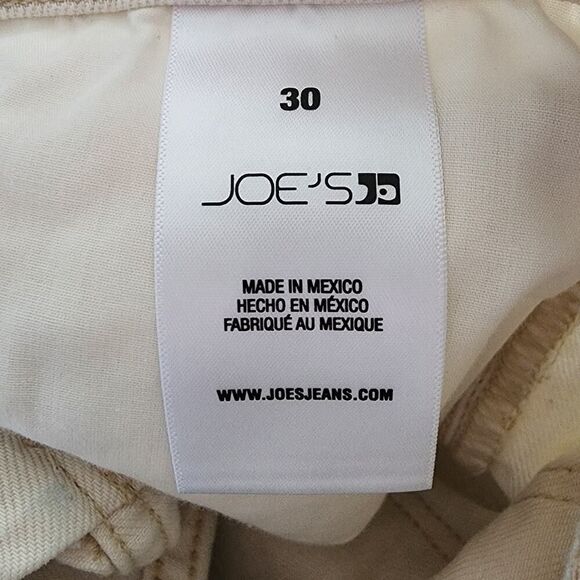 30
JOE'S
MADE IN MEXICO
HECHO EN MÉXICO
FABRIQUÉ AU MEXIQUE
WWW.JOESJEANS.COM